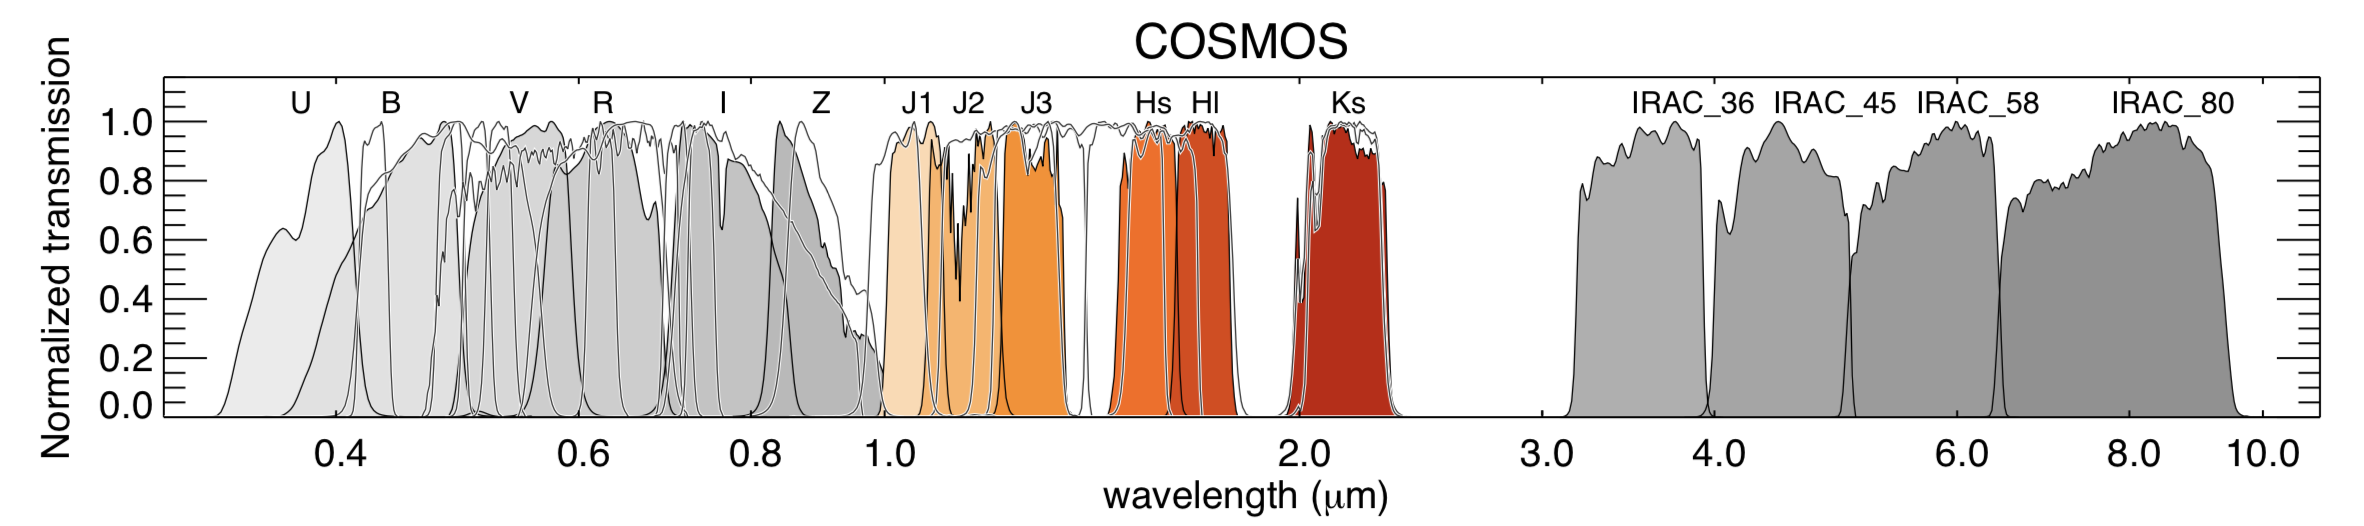 COSMOS
Normalized transmission
U B V R I Z J1 J2 J3 Hs Hl Ks IRAC_36 IRAC_45 IRAC_58 IRAC_80
1.0
0.8
0.6
0.4
0.2
0.0
0.4 0.6 0.8 1.0 2.0 3.0 4.0 6.0 8.0 10.0
wavelength (μm)